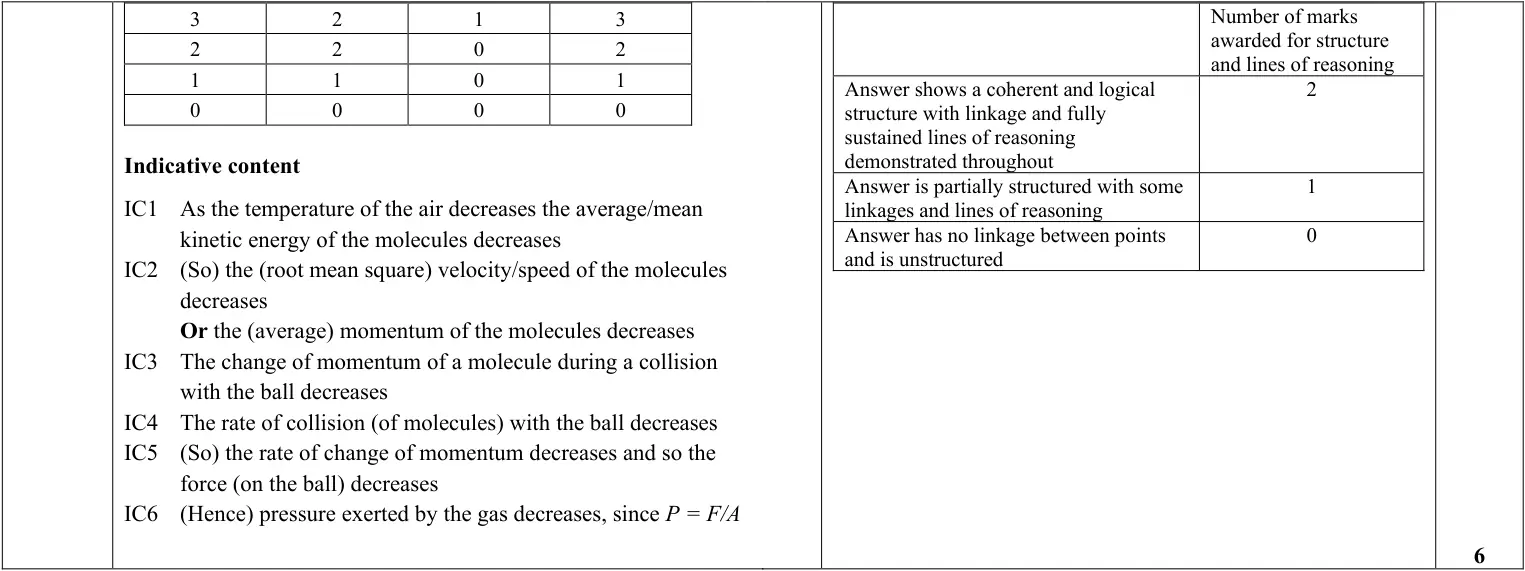 3 2 1 3
2 2 0 2
1 1 0 1
0 0 0 0
Indicative content
IC1 As the temperature of the air decreases the average/mean
kinetic energy of the molecules decreases
IC2 (So) the (root mean square) velocity/speed of the molecules
decreases
Or the (average) momentum of the molecules decreases
IC3 The change of momentum of a molecule during a collision
with the ball decreases
IC4 The rate of collision (of molecules) with the ball decreases
IC5 (So) the rate of change of momentum decreases and so the
force (on the ball) decreases
IC6 (Hence) pressure exerted by the gas decreases, since P = F/A
Number of marks
awarded for structure
and lines of reasoning
Answer shows a coherent and logical 2
structure with linkage and fully
sustained lines of reasoning
demonstrated throughout
Answer is partially structured with some 1
linkages and lines of reasoning
Answer has no linkage between points 0
and is unstructured
6